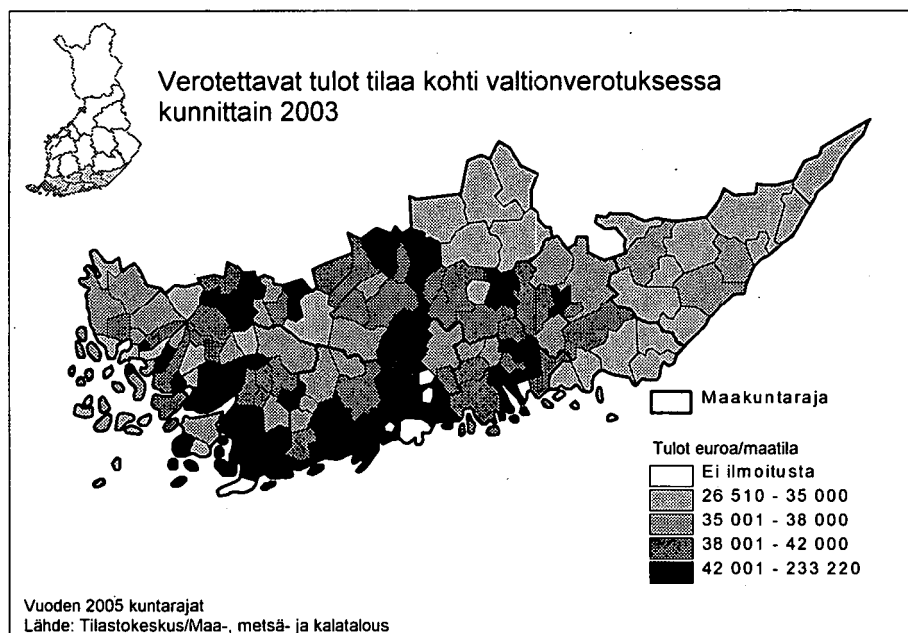 Verotettavat tulot tilaa kohti valtionverotuksessa
kunnittain 2003
Maakuntaraja
Tulot euroa/maatila
Ei ilmoitusta
26 510 - 35 000
35 001 - 38 000
38 001 - 42 000
42 001 - 233 220
Vuoden 2005 kuntarajat
Lähde: Tilastokeskus/Maa-, metsä- ja kalatalous